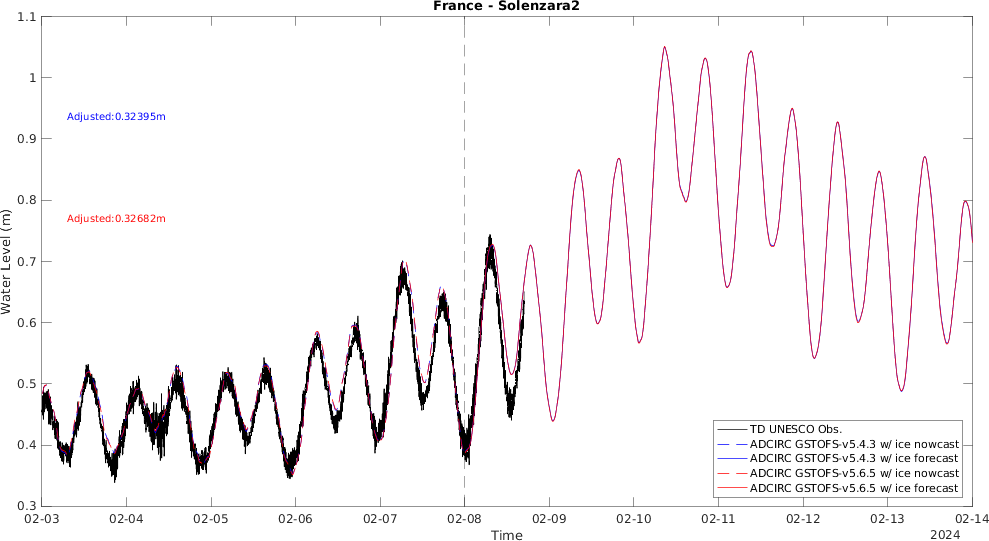 France - Solenzara2
1.1
1
0.9
0.8
0.7
0.6
0.5
0.4
0.3
Water Level (m)
Adjusted:0.32395m
Adjusted:0.32682m
TD UNESCO Obs.
ADCIRC GSTOFS-v5.4.3 w/ ice nowcast
ADCIRC GSTOFS-v5.4.3 w/ ice forecast
ADCIRC GSTOFS-v5.6.5 w/ ice nowcast
ADCIRC GSTOFS-v5.6.5 w/ ice forecast
02-03 02-04 02-05 02-06 02-07 02-08 02-09 02-10 02-11 02-12 02-13 02-14
Time
2024